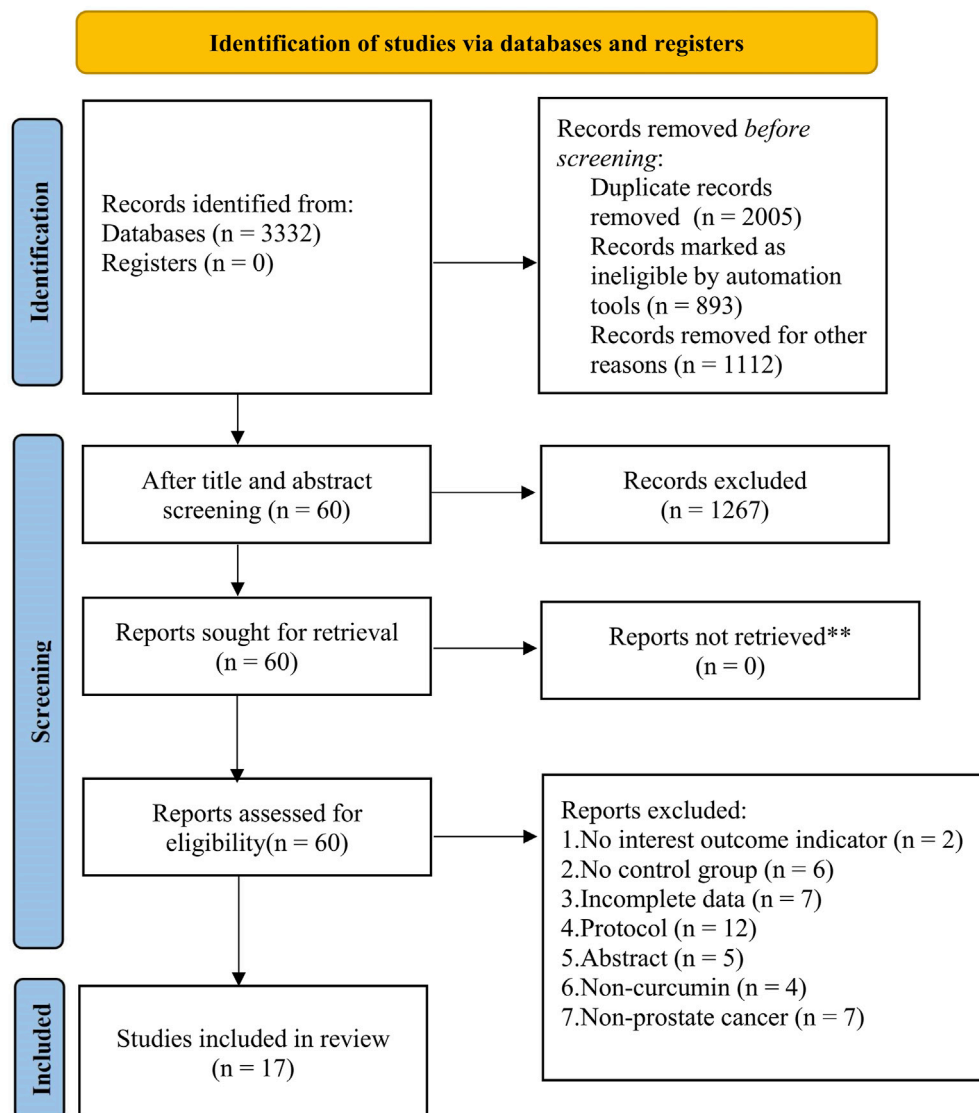 Identification of studies via databases and registers
Identification
Records identified from:
Databases (n = 3332)
Registers (n = 0)
Records removed before
screening:
Duplicate records
removed  (n = 2005)
Records marked as
ineligible by automation
tools (n = 893)
Records removed for other
reasons (n = 1112)
Screening
After title and abstract
screening (n = 60)
Records excluded
(n = 1267)
Reports sought for retrieval
(n = 60)
Reports not retrieved**
(n = 0)
Reports assessed for
eligibility(n = 60)
Reports excluded:
1.No interest outcome indicator (n = 2)
2.No control group (n = 6)
3.Incomplete data (n = 7)
4.Protocol (n = 12)
5.Abstract (n = 5)
6.Non-curcumin (n = 4)
7.Non-prostate cancer (n = 7)
Included
Studies included in review
(n = 17)